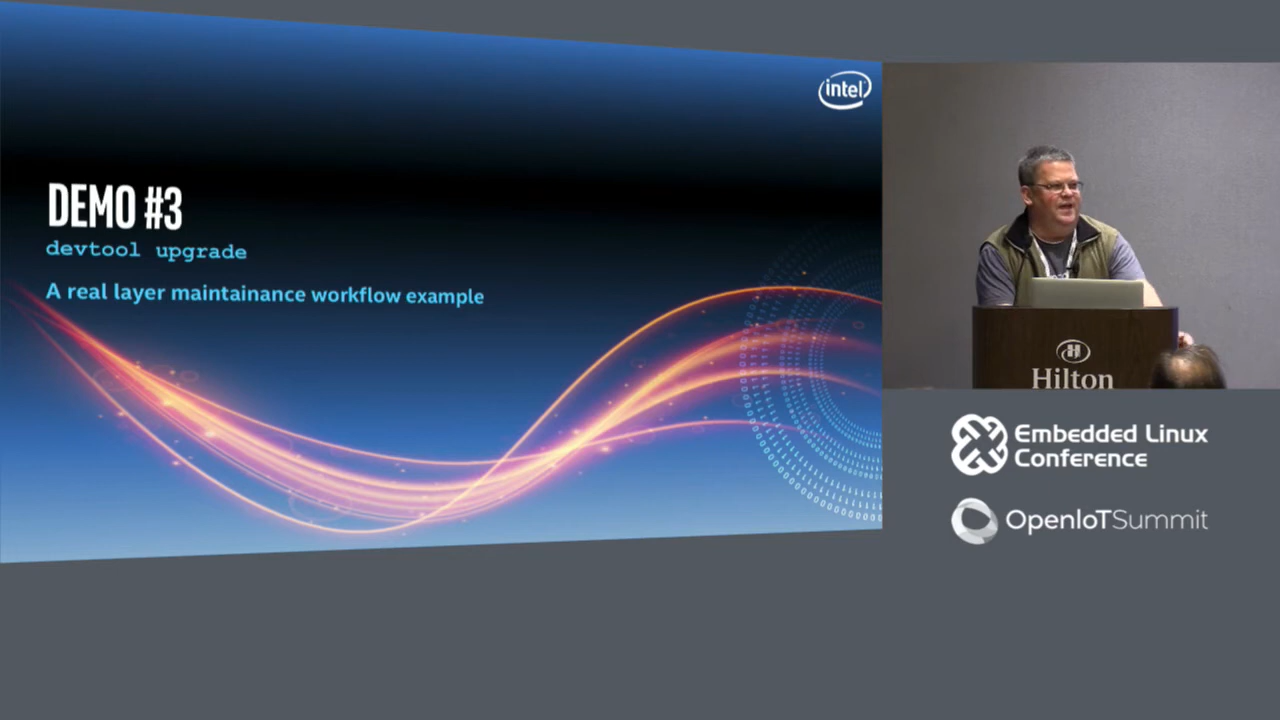 intel
DEMO #3
devtool upgrade
A real layer maintainance workflow example
H
Hilton
Embedded Linux
Conference
OpenIoTSummit